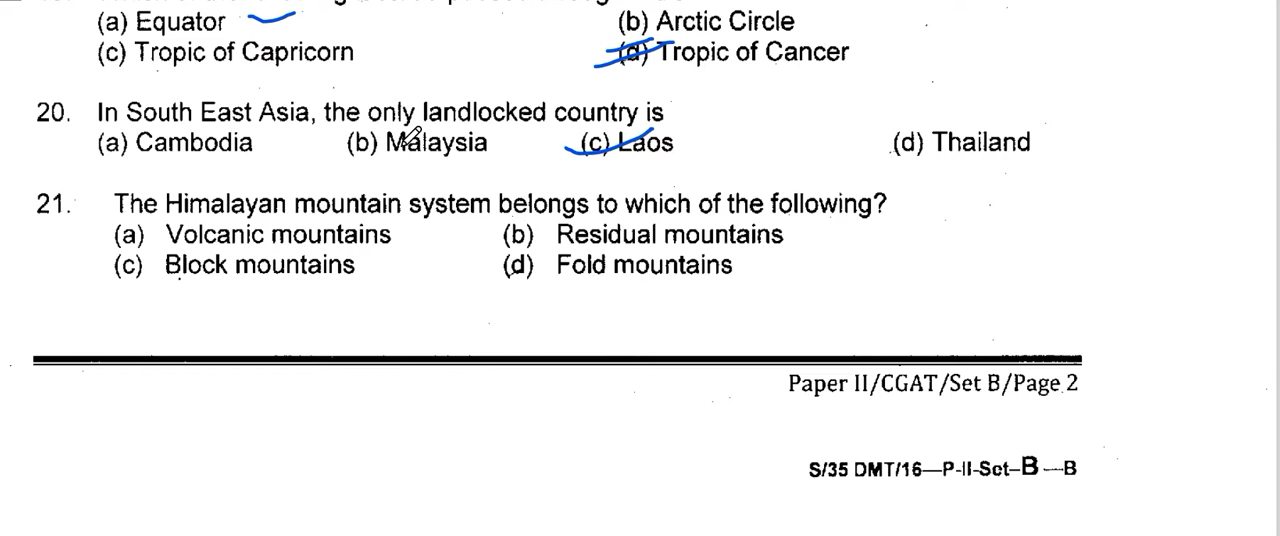 (a) Equator (b) Arctic Circle
(c) Tropic of Capricorn (d) Tropic of Cancer
20. In South East Asia, the only landlocked country is
(a) Cambodia (b) Malaysia (c) Laos (d) Thailand
21. The Himalayan mountain system belongs to which of the following?
(a) Volcanic mountains (b) Residual mountains
(c) Block mountains (d) Fold mountains
Paper II/CGAT/Set B/Page 2
S/35 DMT/16—P-II-Set–B—B